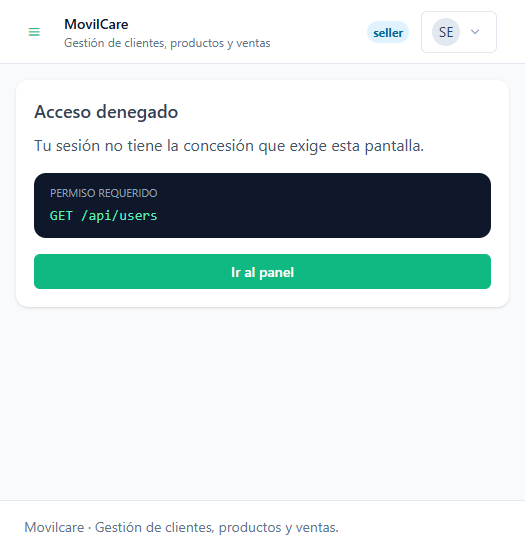 MovilCare
Gestión de clientes, productos y ventas
seller
SE
Acceso denegado
Tu sesión no tiene la concesión que exige esta pantalla.
PERMISO REQUERIDO
GET /api/users
Ir al panel
Movilcare · Gestión de clientes, productos y ventas.